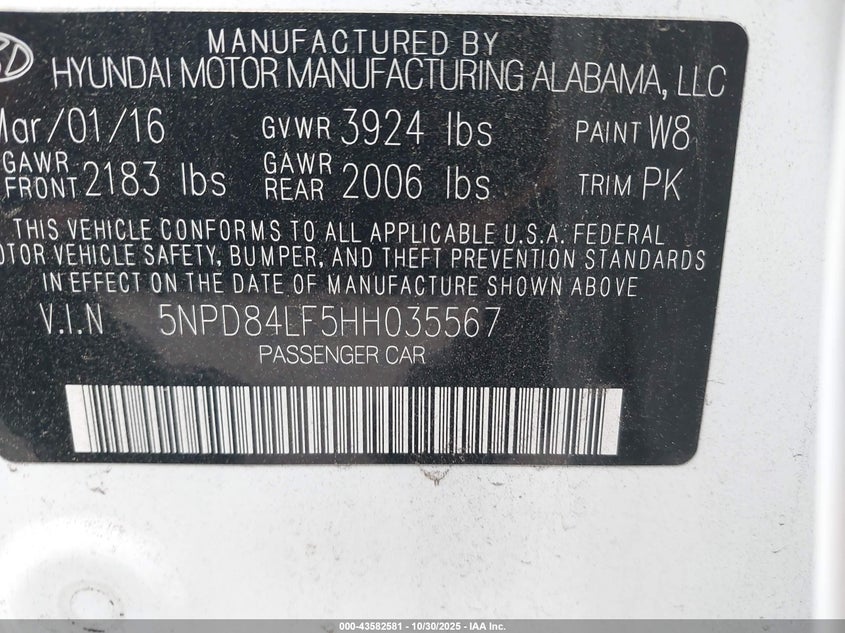 MANUFACTURED BY
HYUNDAI MOTOR MANUFACTURING ALABAMA, LLC
Mar/01/16 GVWR 3924 lbs PAINT W8
GAWR FRONT 2183 lbs GAWR REAR 2006 lbs TRIM PK
THIS VEHICLE CONFORMS TO ALL APPLICABLE U.S.A. FEDERAL
OTOR VEHICLE SAFETY, BUMPER, AND THEFT PREVENTION STANDARDS
IN EFFECT ON THE DATE OF MANUFACTURE SHOWN ABOVE
V.I.N 5NPD84LF5HH035567
PASSENGER CAR
000-43582581 | 10/30/2025 - IAA Inc.